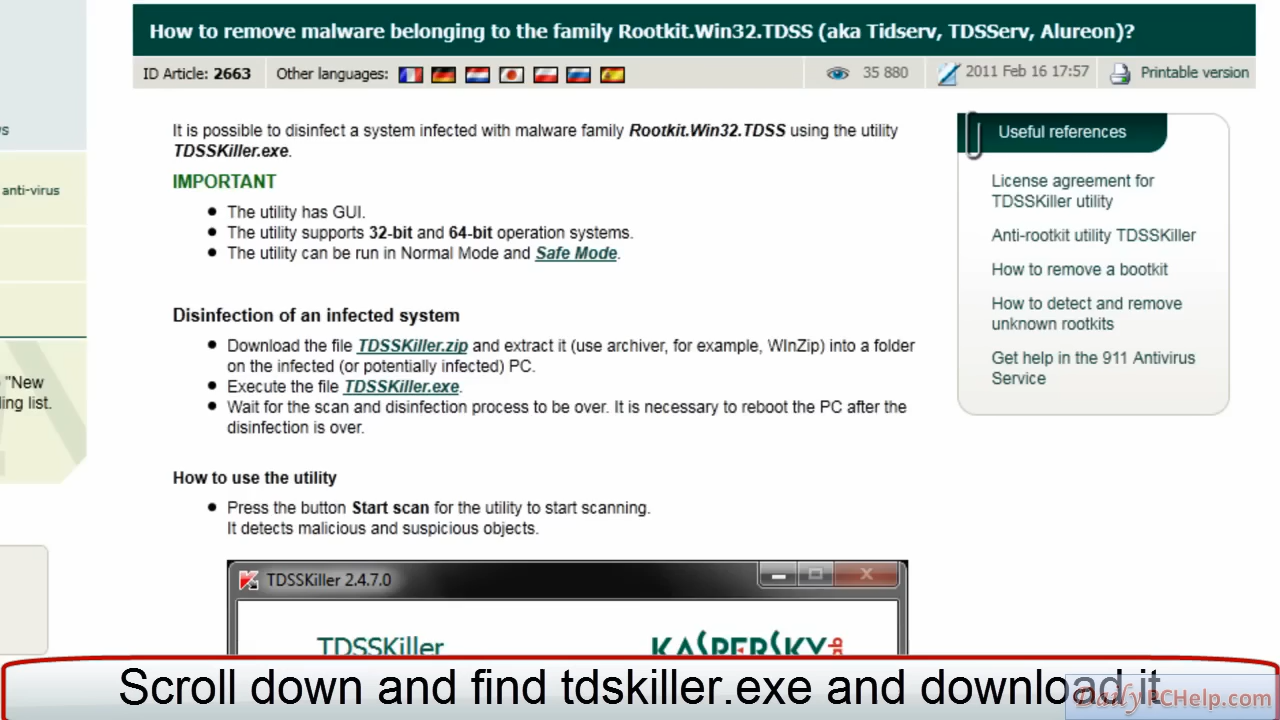 How to remove malware belonging to the family Rootkit.Win32.TDSS (aka Tidserv, TDSServ, Alureon)?
ID Article: 2663
Other languages:
35 880
2011 Feb 16 17:57
Printable version
s
anti-virus
"New
ing list.
It is possible to disinfect a system infected with malware family Rootkit.Win32.TDSS using the utility
TDSSKiller.exe.
IMPORTANT
The utility has GUI.
The utility supports 32-bit and 64-bit operation systems.
The utility can be run in Normal Mode and Safe Mode.
Disinfection of an infected system
Download the file TDSSKiller.zip and extract it (use archiver, for example, WInZip) into a folder
on the infected (or potentially infected) PC.
Execute the file TDSSKiller.exe.
Wait for the scan and disinfection process to be over. It is necessary to reboot the PC after the
disinfection is over.
How to use the utility
Press the button Start scan for the utility to start scanning.
It detects malicious and suspicious objects.
TDSSKiller 2.4.7.0
TDSSKiller
KASPERSKY lab
Useful references
License agreement for
TDSSKiller utility
Anti-rootkit utility TDSSKiller
How to remove a bootkit
How to detect and remove
unknown rootkits
Get help in the 911 Antivirus
Service
Scroll down and find tdskiller.exe and download it
DailyPCHelp.com